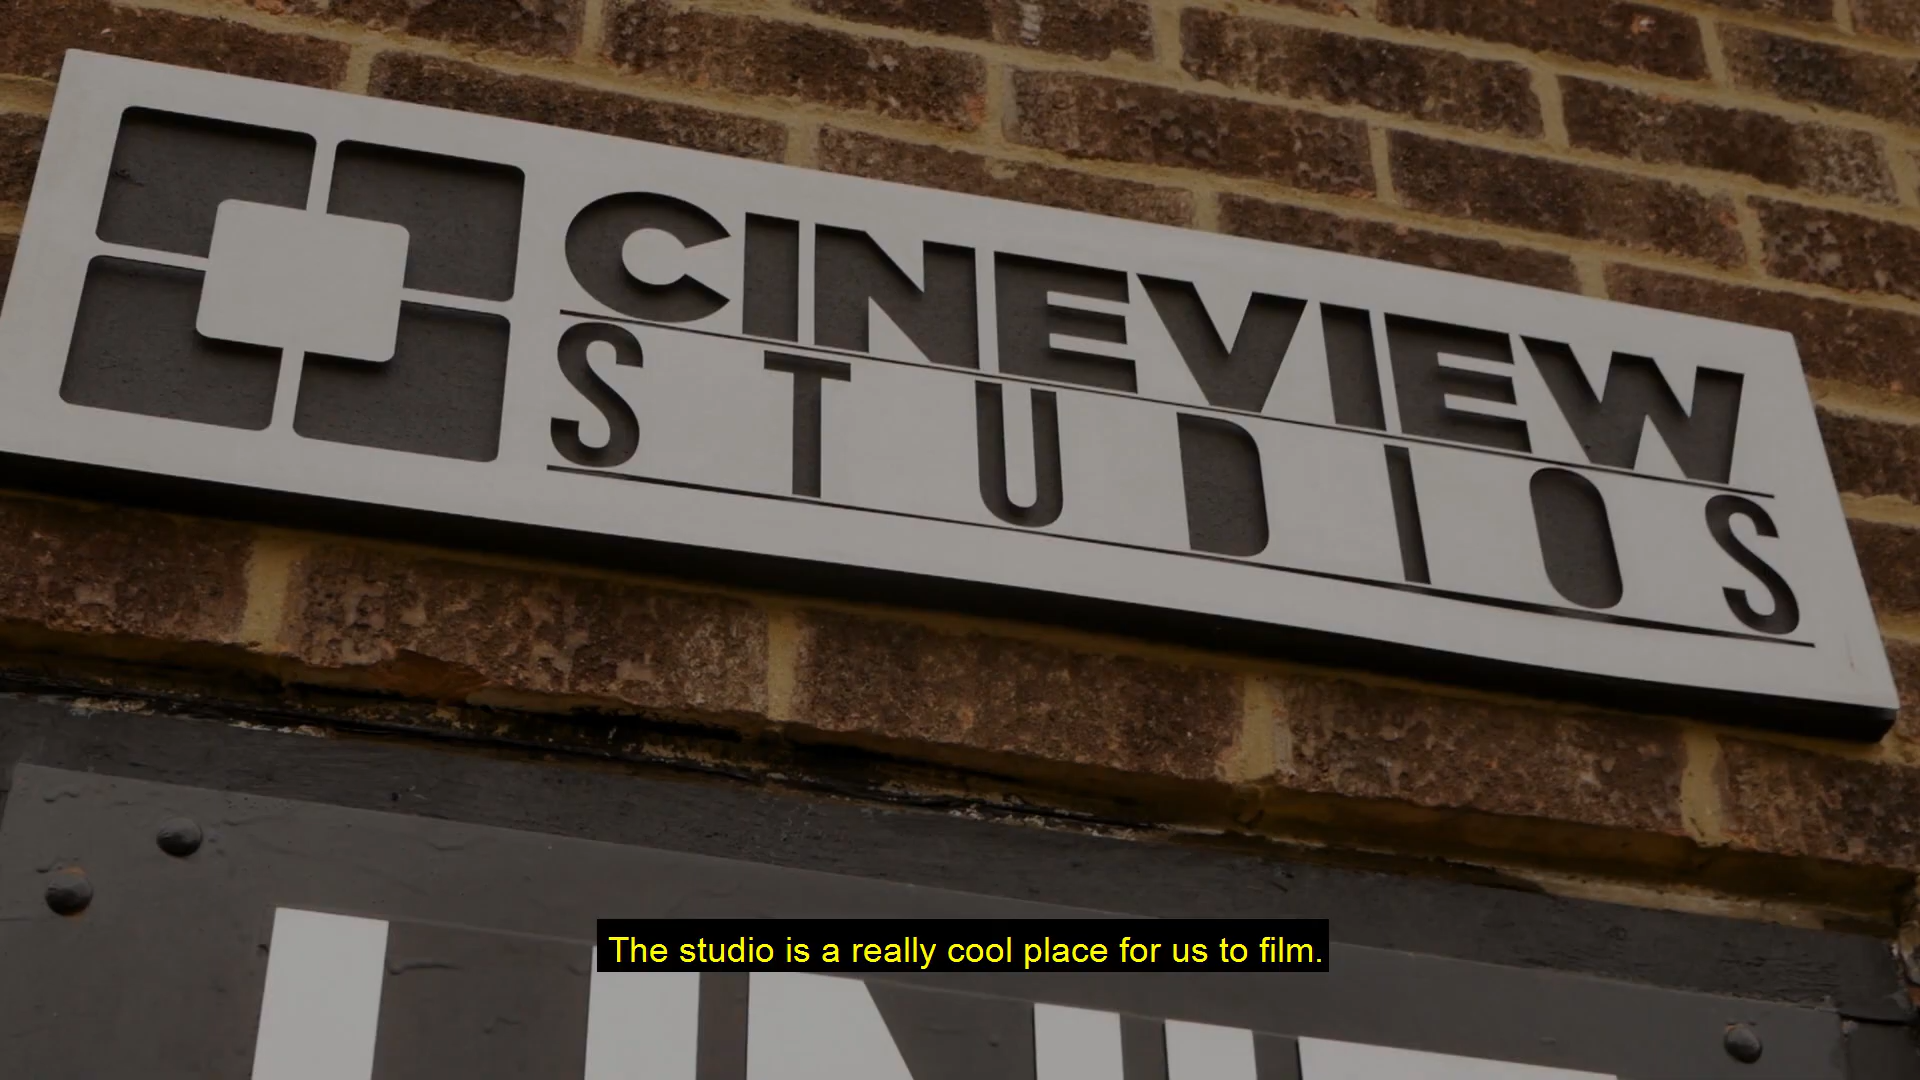 CINEVIEW
STUDIOS
The studio is a really cool place for us to film.